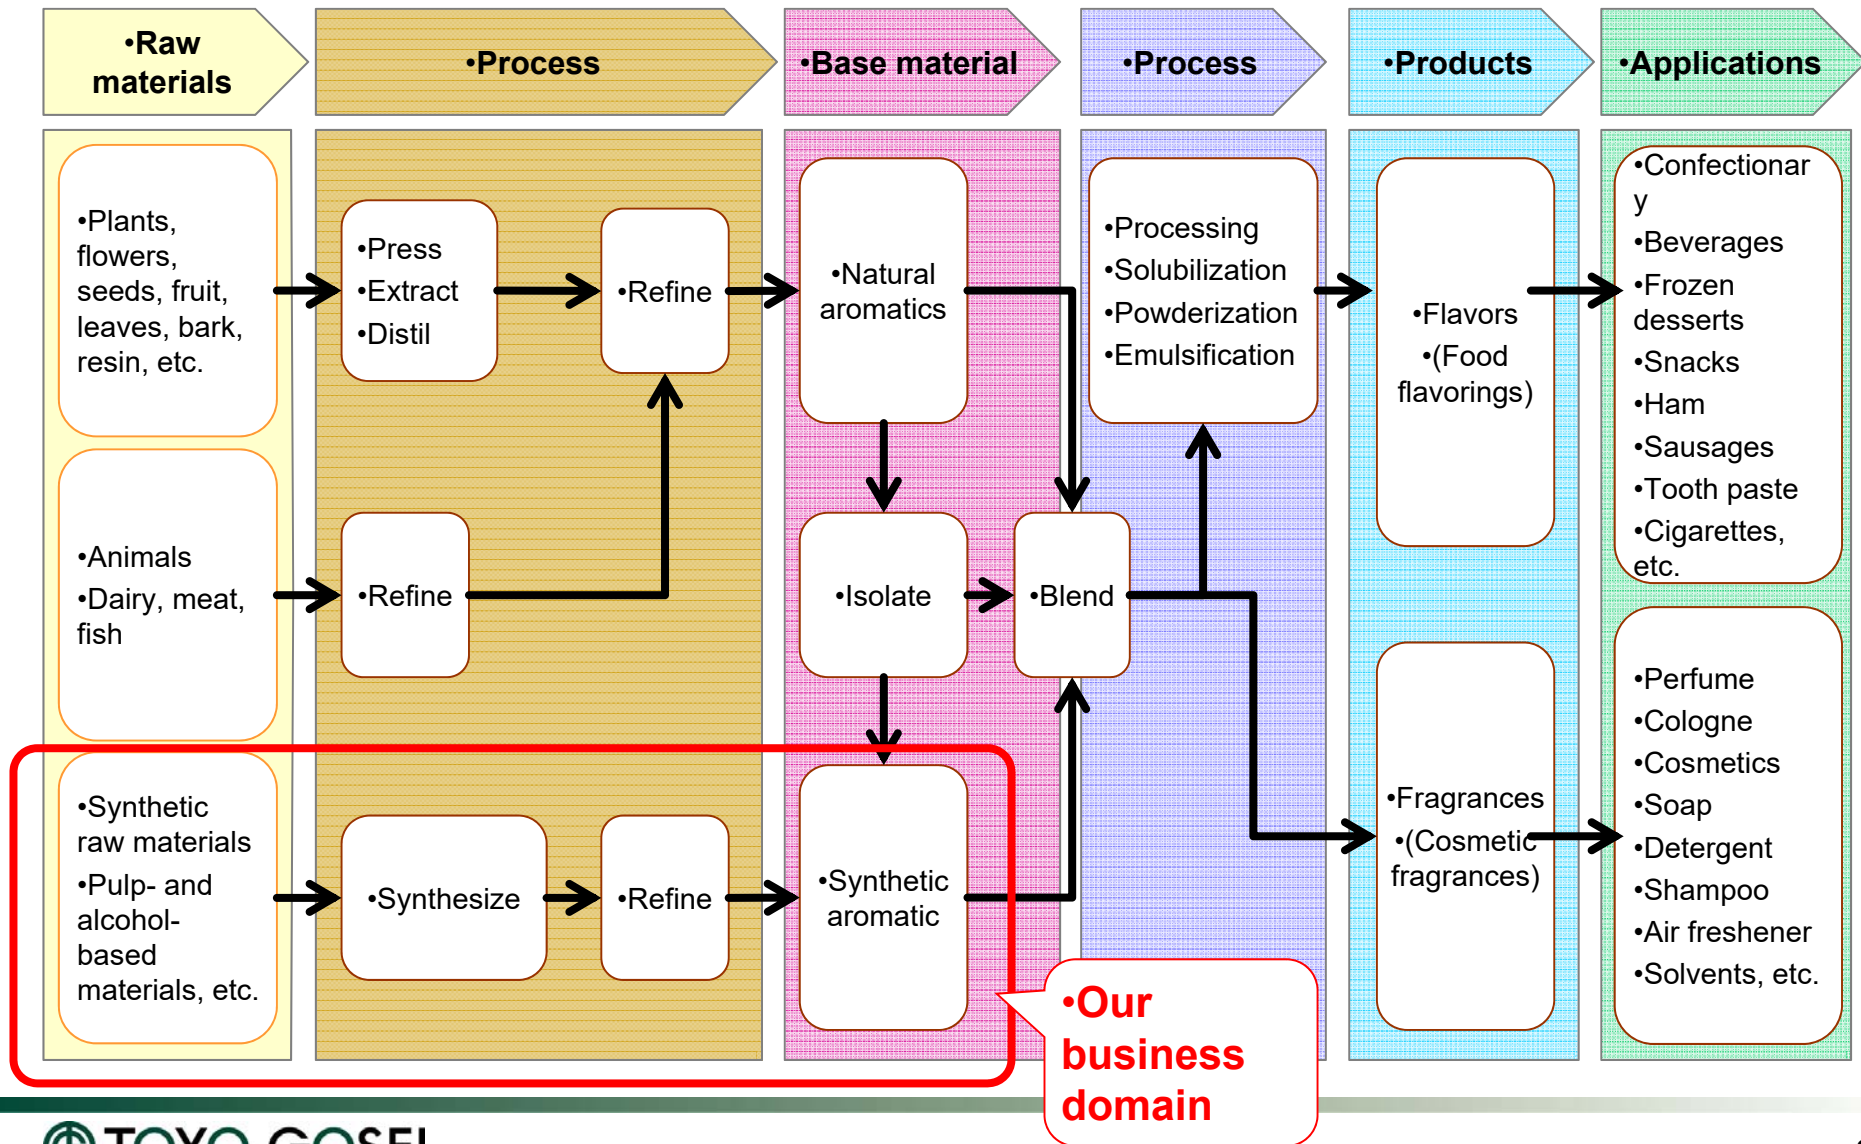 •Raw
materials
•Process
•Base material
•Process
•Products
•Applications
•Plants,
flowers,
seeds, fruit,
leaves, bark,
resin, etc.
•Press
•Extract
•Distil
•Refine
•Natural
aromatics
•Processing
•Solubilization
•Powderization
•Emulsification
•Flavors
•(Food
flavorings)
•Confectionar
y
•Beverages
•Frozen
desserts
•Snacks
•Ham
•Sausages
•Tooth paste
•Cigarettes,
etc.
•Animals
•Dairy, meat,
fish
•Refine
•Isolate
•Blend
•Synthetic
raw materials
•Pulp- and
alcohol-
based
materials, etc.
•Synthesize
•Refine
•Synthetic
aromatic
•Fragrances
•(Cosmetic
fragrances)
•Perfume
•Cologne
•Cosmetics
•Soap
•Detergent
•Shampoo
•Air freshener
•Solvents, etc.
•Our
business
domain
TOYO GOSEI